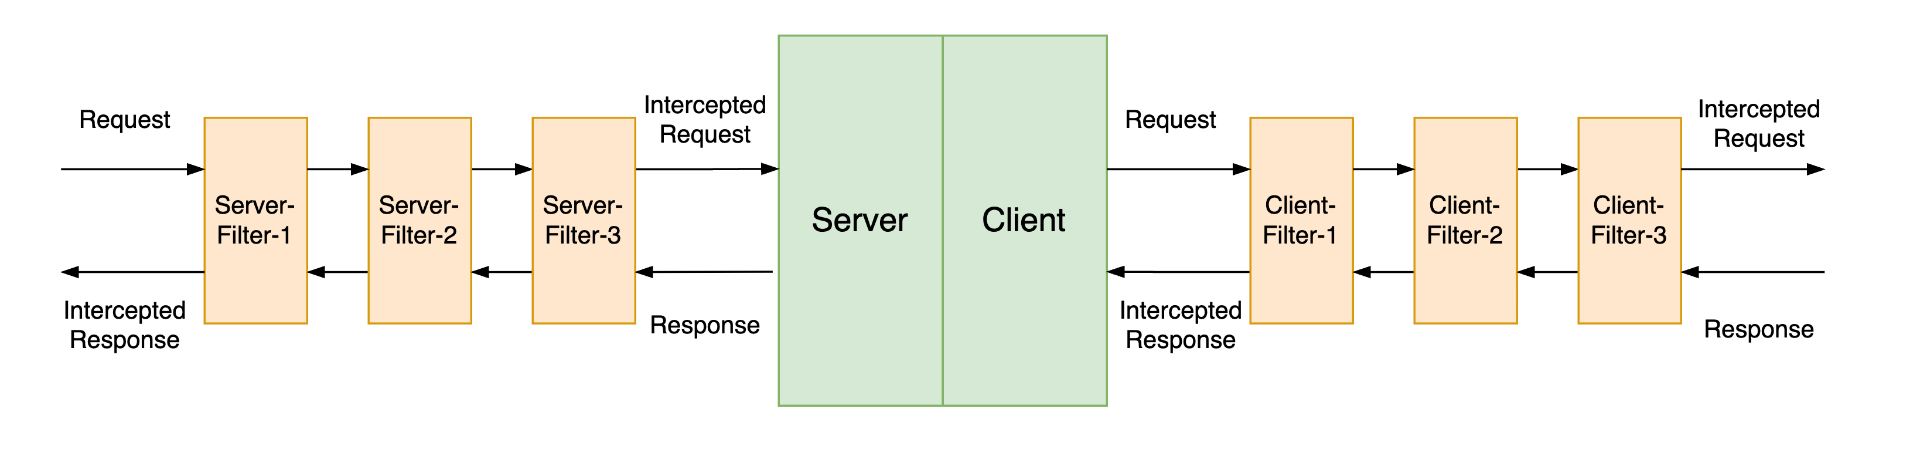 Request
Server-
Filter-1
Intercepted
Response
Server-
Filter-2
Server-
Filter-3
Intercepted
Request
Response
Server
Client
Request
Intercepted
Response
Client-
Filter-1
Client-
Filter-2
Client-
Filter-3
Intercepted
Request
Response